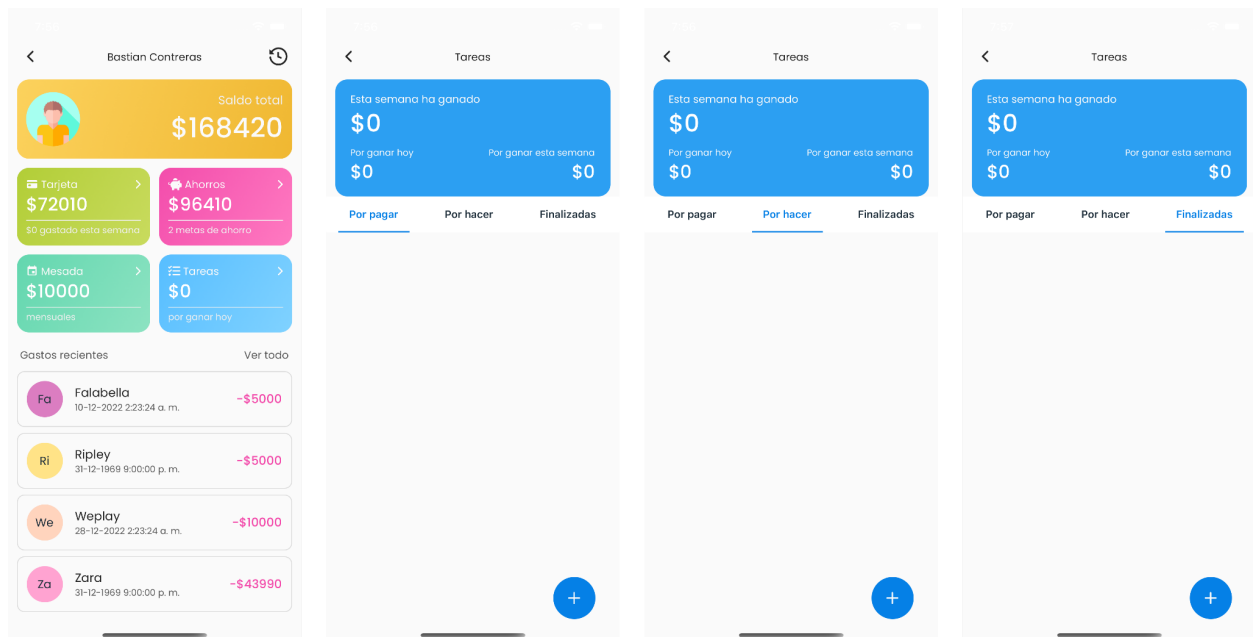 Bastian Contreras
Saldo total
$168420
Tarjeta
$72010
$0 gastado esta semana
Ahorros
$96410
2 metas de ahorro
Mesada
$10000
mensuales
Tareas
$0
por ganar hoy
Gastos recientes Ver todo
Fa
Falabella
10-12-2022 2:23:24 a. m.
-$5000
Ri
Ripley
31-12-1969 9:00:00 p. m.
-$5000
We
Weplay
28-12-2022 2:23:24 a. m.
-$10000
Za
Zara
31-12-1969 9:00:00 p. m.
-$43990
Tareas
Esta semana ha ganado
$0
Por ganar hoy Por ganar esta semana
$0 $0
Por pagar Por hacer Finalizadas
Tareas
Esta semana ha ganado
$0
Por ganar hoy Por ganar esta semana
$0 $0
Por pagar Por hacer Finalizadas
Tareas
Esta semana ha ganado
$0
Por ganar hoy Por ganar esta semana
$0 $0
Por pagar Por hacer Finalizadas